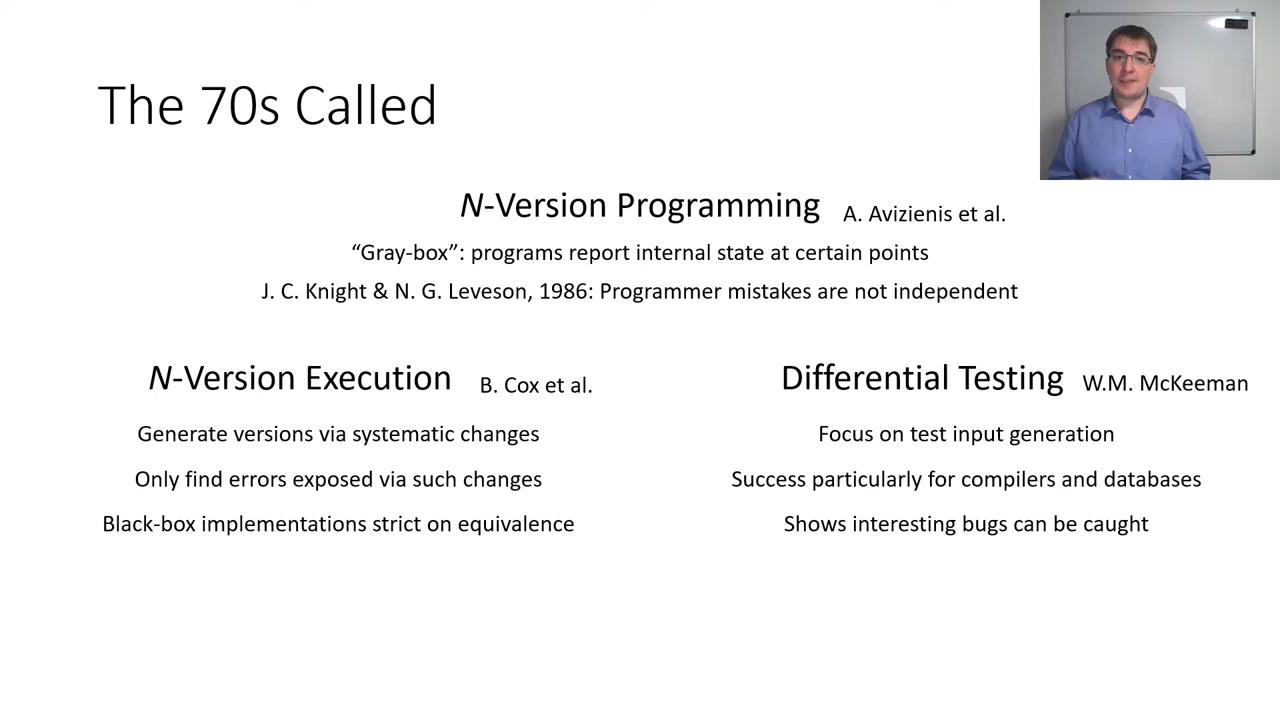 The 70s Called
N-Version Programming A. Avizienis et al.
“Gray-box”: programs report internal state at certain points
J. C. Knight & N. G. Leveson, 1986: Programmer mistakes are not independent
N-Version Execution B. Cox et al.
Generate versions via systematic changes
Only find errors exposed via such changes
Black-box implementations strict on equivalence
Differential Testing W.M. McKeeman
Focus on test input generation
Success particularly for compilers and databases
Shows interesting bugs can be caught